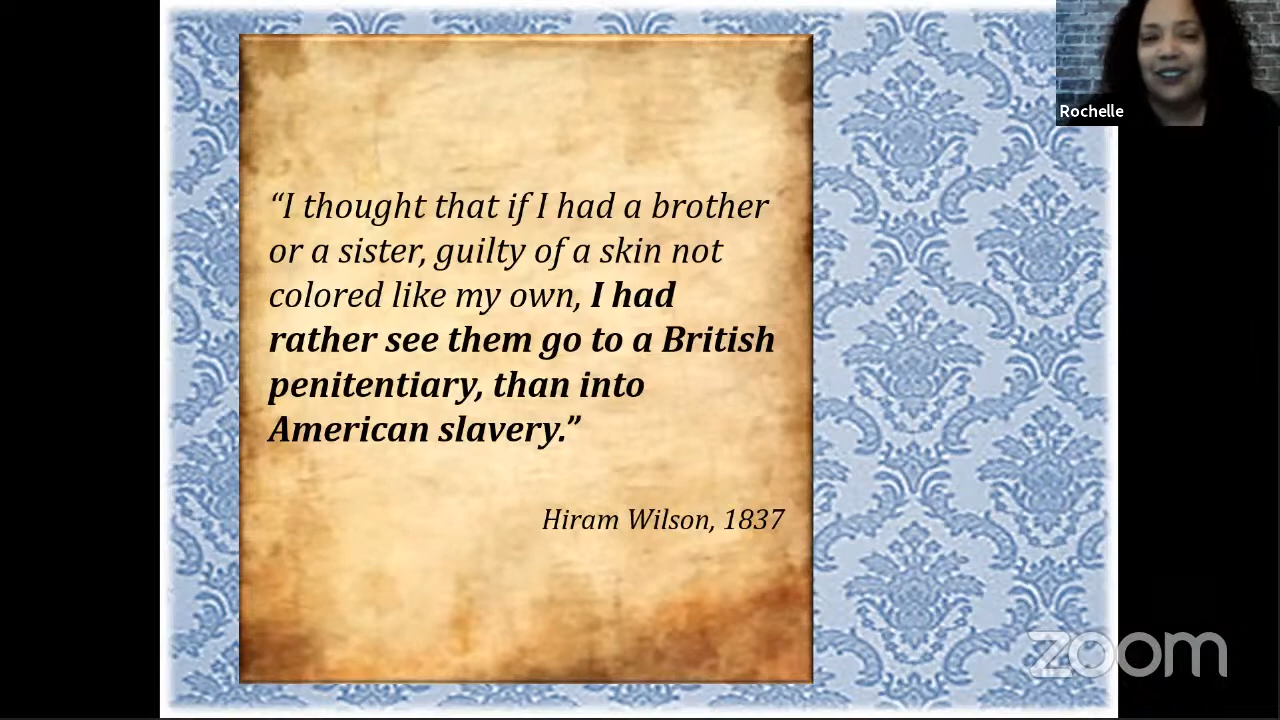 Rochelle
“I thought that if I had a brother
or a sister, guilty of a skin not
colored like my own, I had
rather see them go to a British
penitentiary, than into
American slavery.”
Hiram Wilson, 1837
zoom